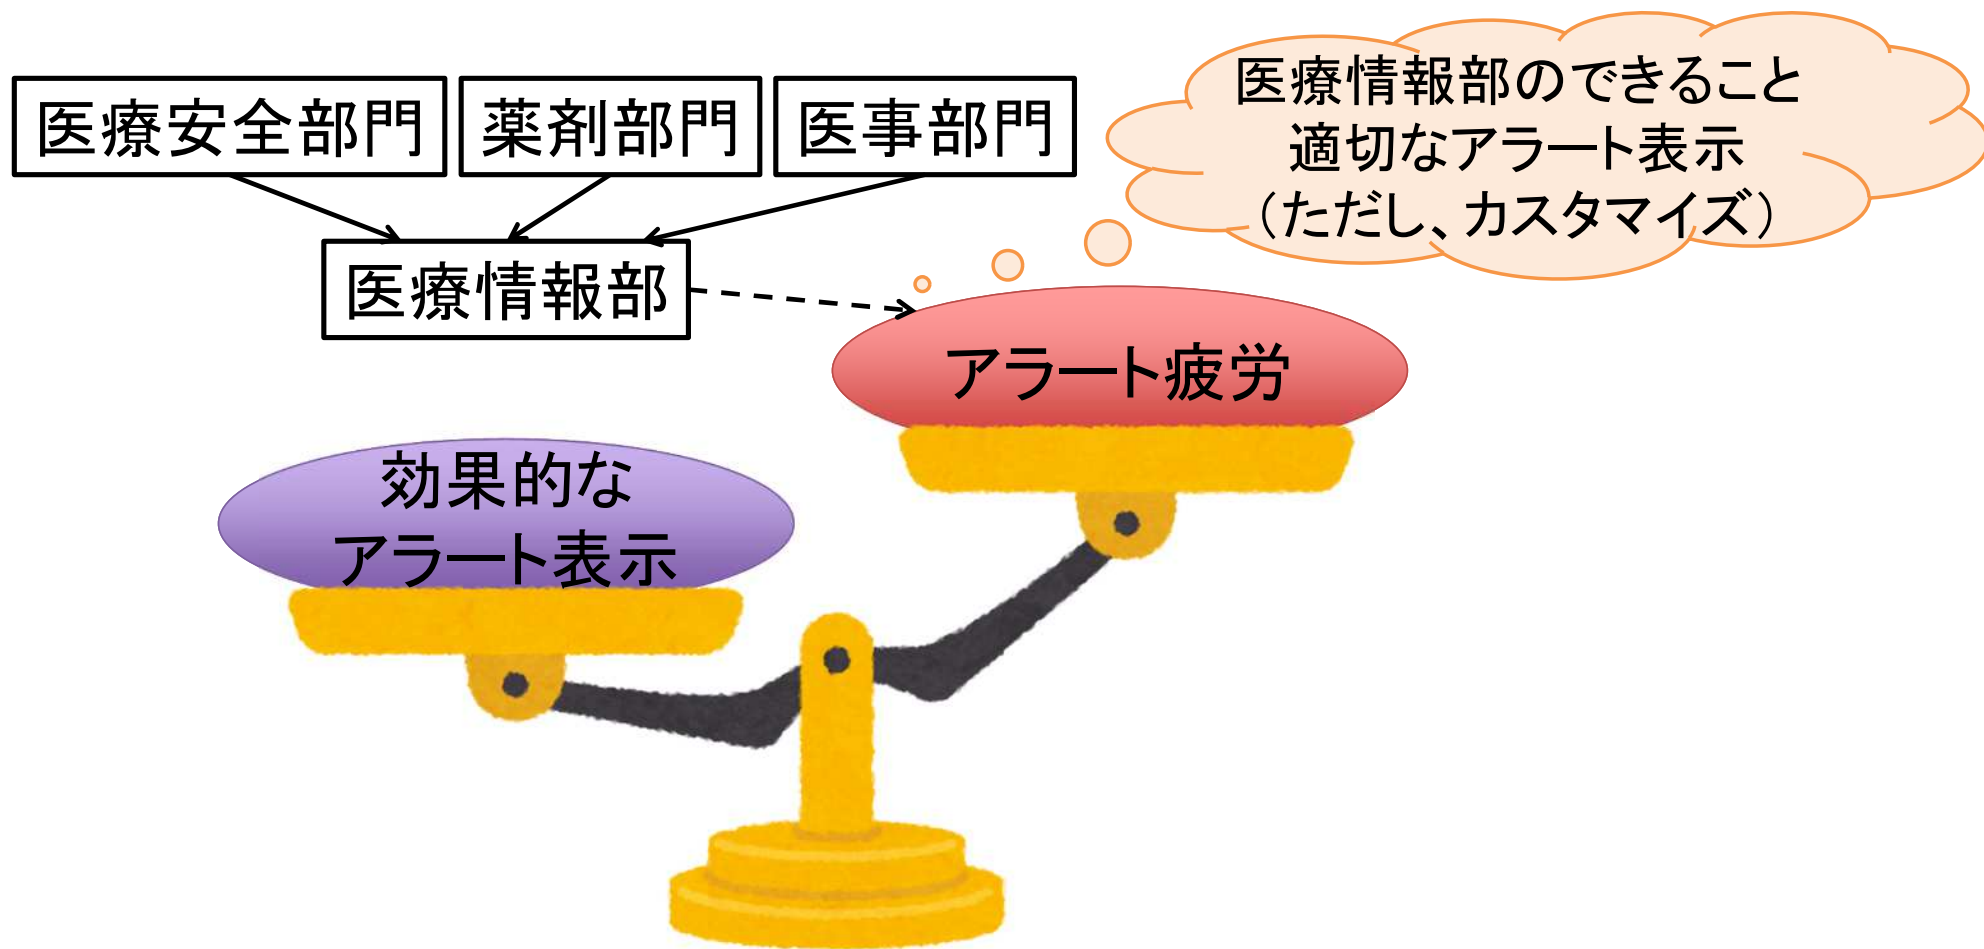 医療安全部門
薬剤部門
医事部門
医療情報部のできること
適切なアラート表示
（ただし、カスタマイズ）
医療情報部
アラート疲労
効果的な
アラート表示